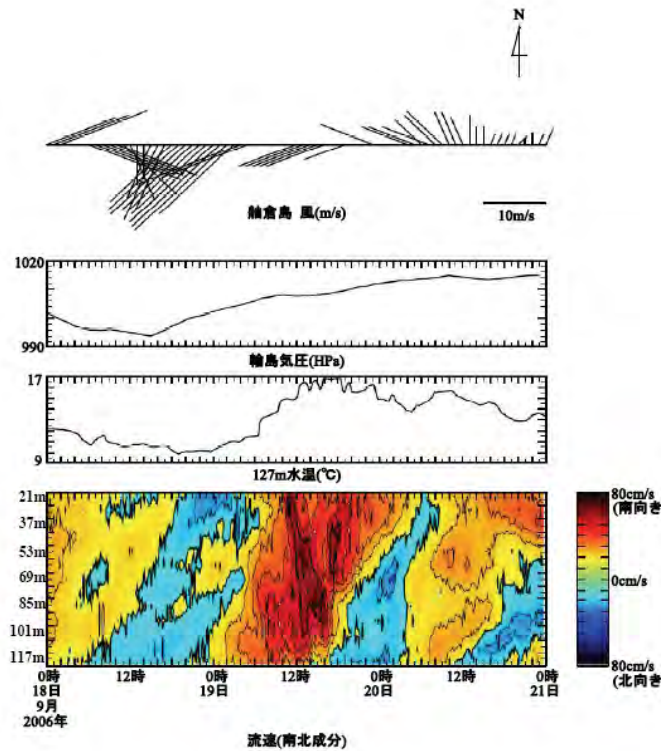 N
舳倉島 風(m/s)
10m/s
1020
990
輪島気圧(HPa)
17
9
127m水温(℃)
21m
37m
53m
69m
85m
101m
117m
80cm/s
(南向き)
0cm/s
80cm/s
(北向き)
0時 12時 0時 12時 0時 12時 0時
18日 19日 20日 21日
9月
2006年
流速(南北成分)